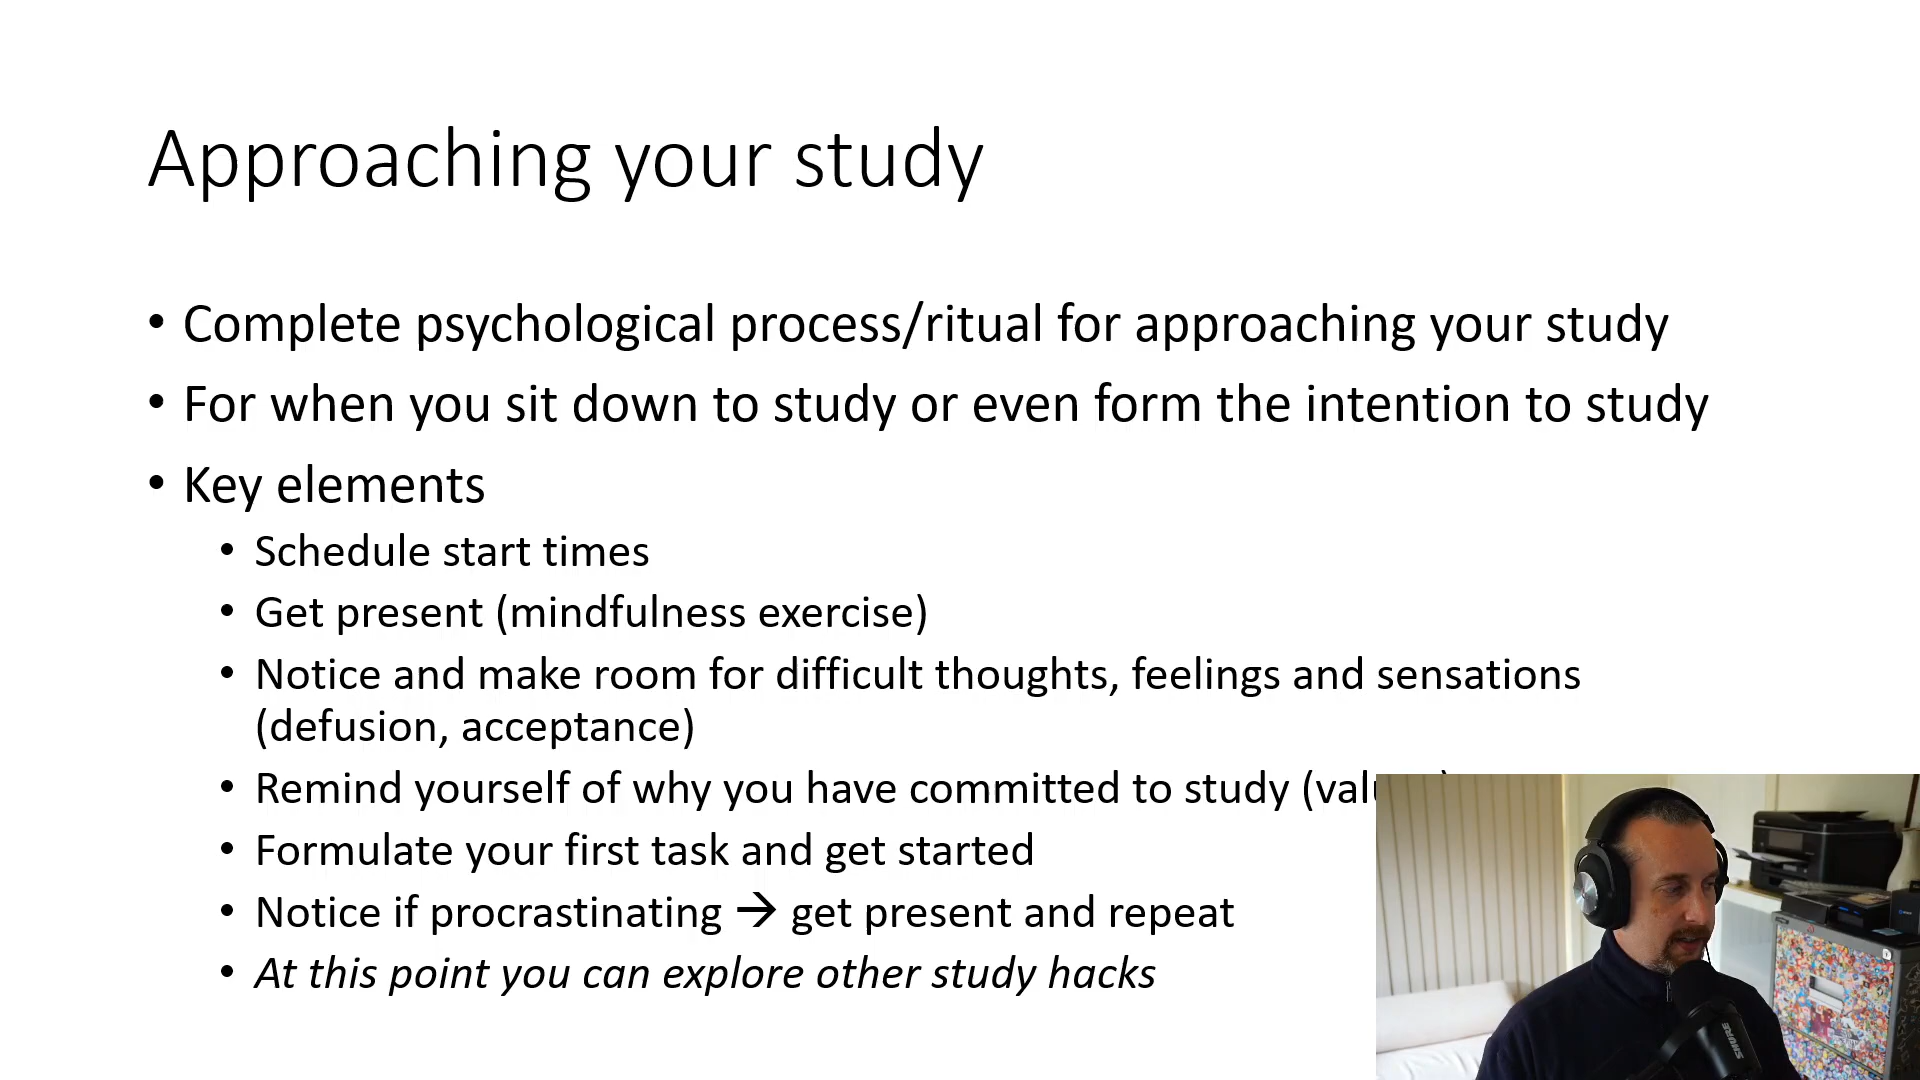 Approaching your study
• Complete psychological process/ritual for approaching your study
• For when you sit down to study or even form the intention to study
• Key elements
• Schedule start times
• Get present (mindfulness exercise)
• Notice and make room for difficult thoughts, feelings and sensations
(defusion, acceptance)
• Remind yourself of why you have committed to study
• Formulate your first task and get started
• Notice if procrastinating → get present and repeat
• At this point you can explore other study hacks
SHURE